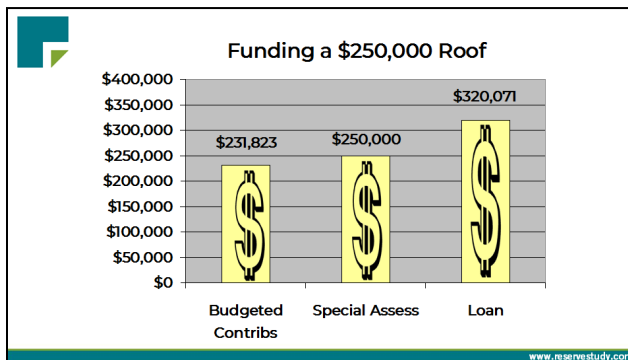 Funding a $250,000 Roof
$400,000
$350,000
$300,000
$250,000
$200,000
$150,000
$100,000
$50,000
$0
$231,823
$250,000
$320,071
$
$
$
Budgeted
Contribs
Special Assess
Loan
www.reservestudy.com